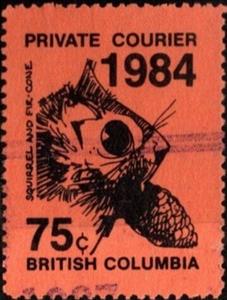 PRIVATE COURIER
1984
SQUIRREL AND FIR-CONE
75¢
BRITISH COLUMBIA